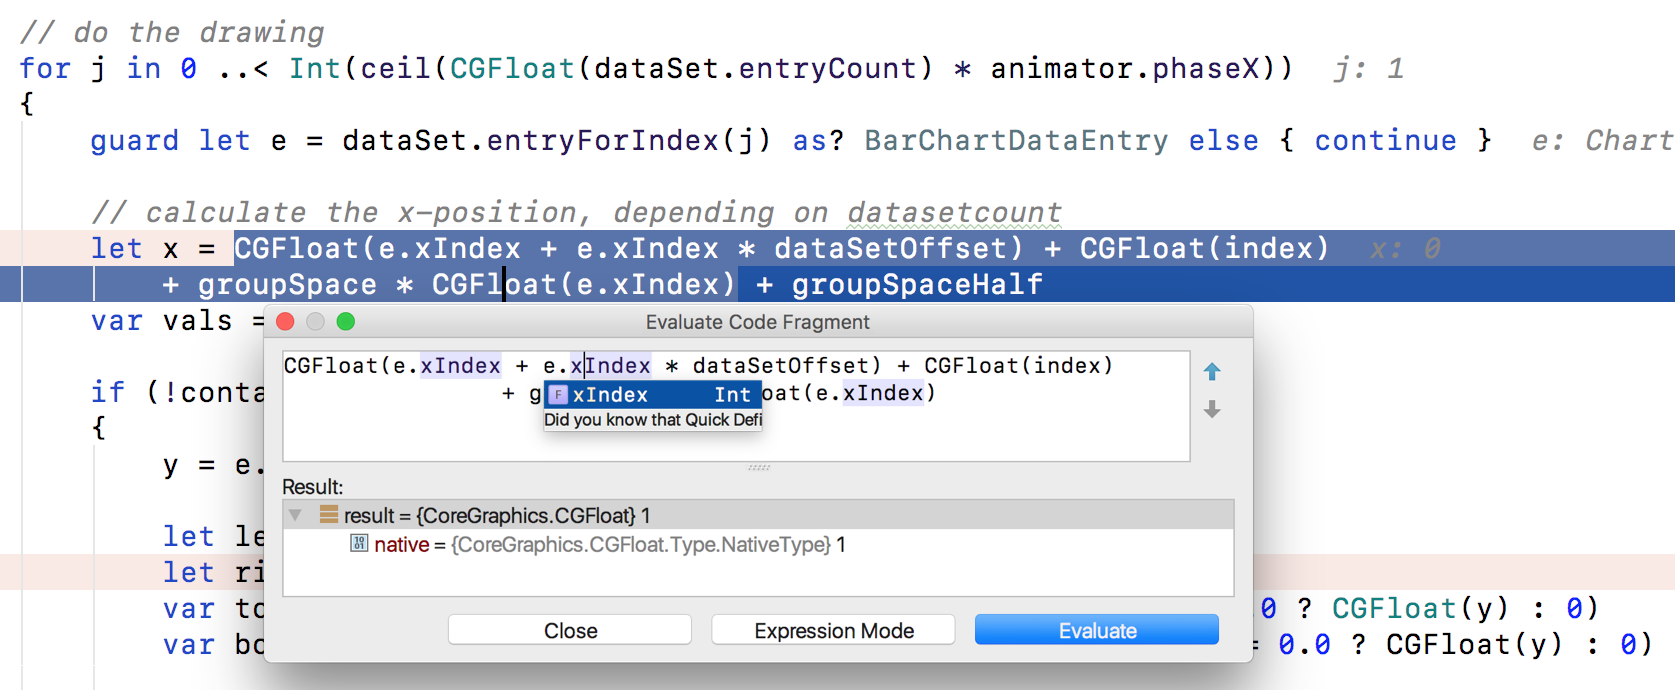 // do the drawing
for j in 0 ..< Int(ceil(CGFloat(dataSet.entryCount) * animator.phaseX))  j: 1
{
guard let e = dataSet.entryForIndex(j) as? BarChartDataEntry else { continue }  e: Chart
// calculate the x-position, depending on datasetcount
let x = CGFloat(e.xIndex + e.xIndex * dataSetOffset) + CGFloat(index)  x: 0
+ groupSpace * CGFloat(e.xIndex) + groupSpaceHalf
var vals =
Evaluate Code Fragment
CGFloat(e.xIndex + e.xIndex * dataSetOffset) + CGFloat(index)
+ g oat(e.xIndex)
xIndex Int
Did you know that Quick Defi
if (!conta
{
y = e.
Result:
result = {CoreGraphics.CGFloat} 1
native = {CoreGraphics.CGFloat.Type.NativeType} 1
let le
let ri
var to .0 ? CGFloat(y) : 0)
var bo = 0.0 ? CGFloat(y) : 0)
Close
Expression Mode
Evaluate